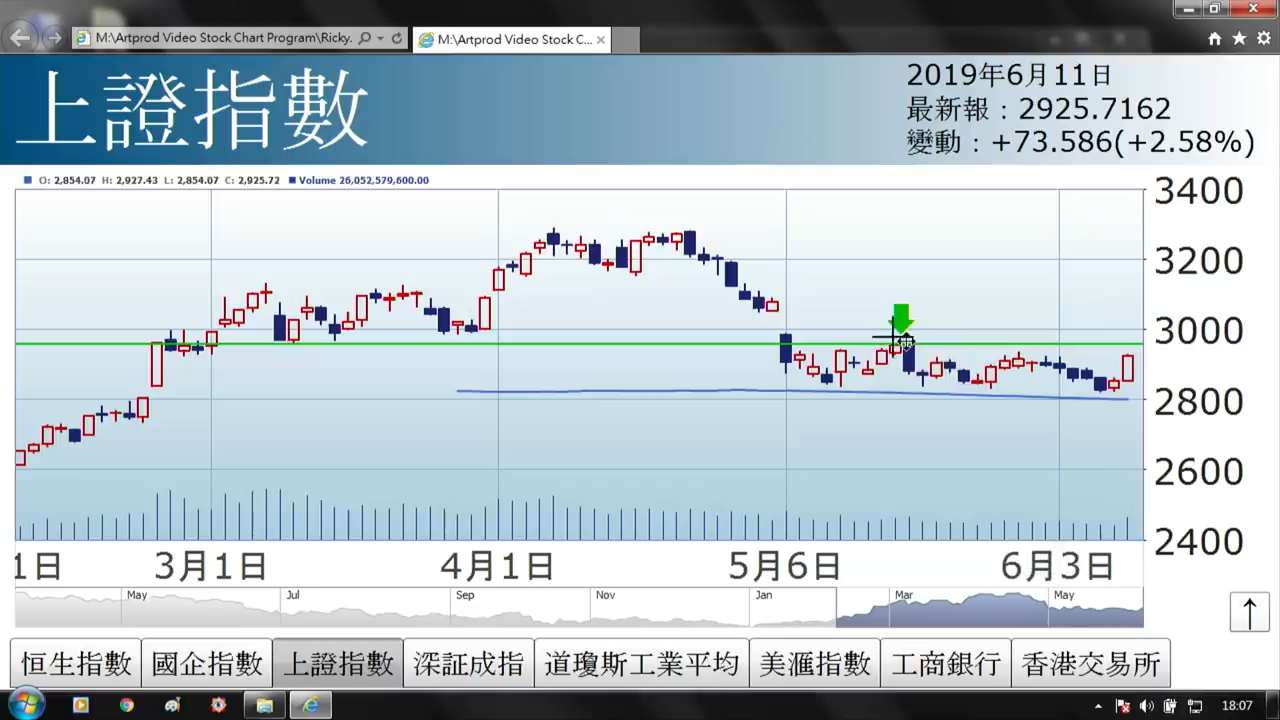 M:\Artprod Video Stock Chart Program\Ricky.
M:\Artprod Video Stock C...
上證指數
2019年6月11日
最新報：2925.7162
變動：+73.586(+2.58%)
O: 2,854.07 H: 2,927.43 L: 2,854.07 C: 2,925.72 Volume 26,052,579,600.00
3400
3200
3000
2800
2600
2400
1日 3月1日 4月1日 5月6日 6月3日
May Jul Sep Nov Jan Mar May
恒生指數 國企指數 上證指數 深証成指 道瓊斯工業平均 美滙指數 工商銀行 香港交易所
18:07